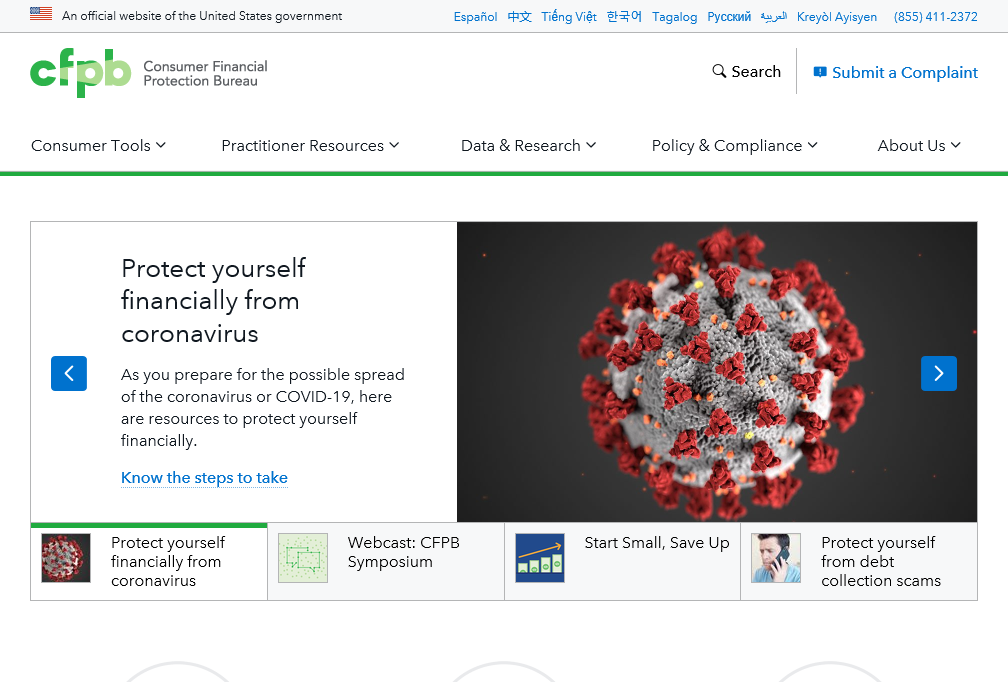 An official website of the United States government
Español 中文 Tiếng Việt 한국어 Tagalog Pусский العربية Kreyòl Ayisyen (855) 411-2372
cfpb
Consumer Financial
Protection Bureau
Search
Submit a Complaint
Consumer Tools
Practitioner Resources
Data & Research
Policy & Compliance
About Us
Protect yourself
financially from
coronavirus
As you prepare for the possible spread
of the coronavirus or COVID-19, here
are resources to protect yourself
financially.
Know the steps to take
Protect yourself
financially from
coronavirus
Webcast: CFPB
Symposium
Start Small, Save Up
Protect yourself
from debt
collection scams